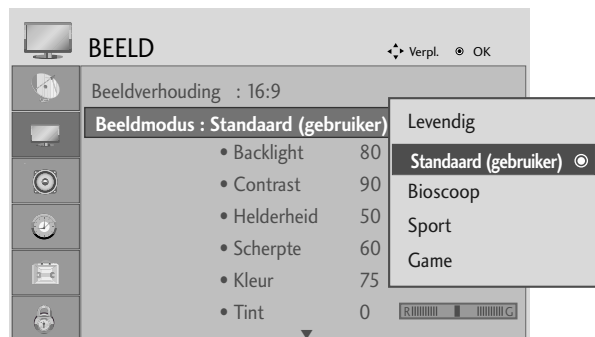 BEELD
Verpl. OK
Beeldverhouding : 16:9
Beeldmodus : Standaard (gebruiker)
• Backlight 80
• Contrast 90
• Helderheid 50
• Scherpte 60
• Kleur 75
• Tint 0 R G
Levendig
Standaard (gebruiker)
Bioscoop
Sport
Game